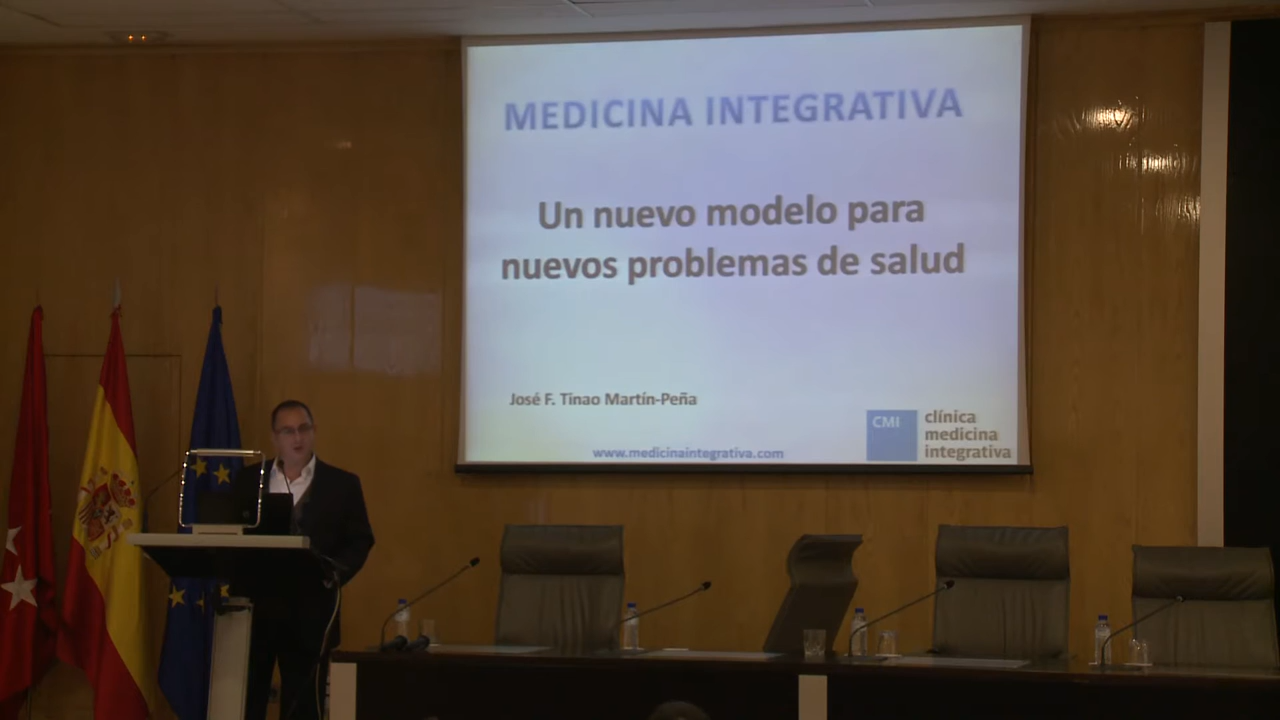 MEDICINA INTEGRATIVA
Un nuevo modelo para
nuevos problemas de salud
José F. Tinao Martín-Peña
www.medicinaintegrativa.com
CMI
clínica
medicina
integrativa